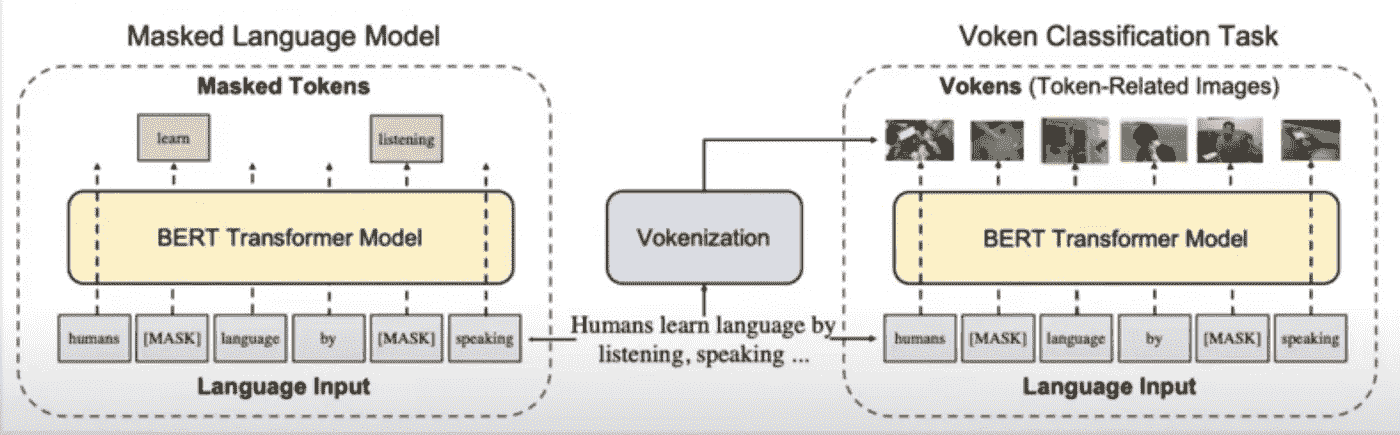 Masked Language Model
Masked Tokens
learn
listening
BERT Transformer Model
humans
[MASK]
language
by
[MASK]
speaking
Language Input
Vokenization
Humans learn language by
listening, speaking ...
Voken Classification Task
Vokens (Token-Related Images)
BERT Transformer Model
humans
[MASK]
language
by
[MASK]
speaking
Language Input